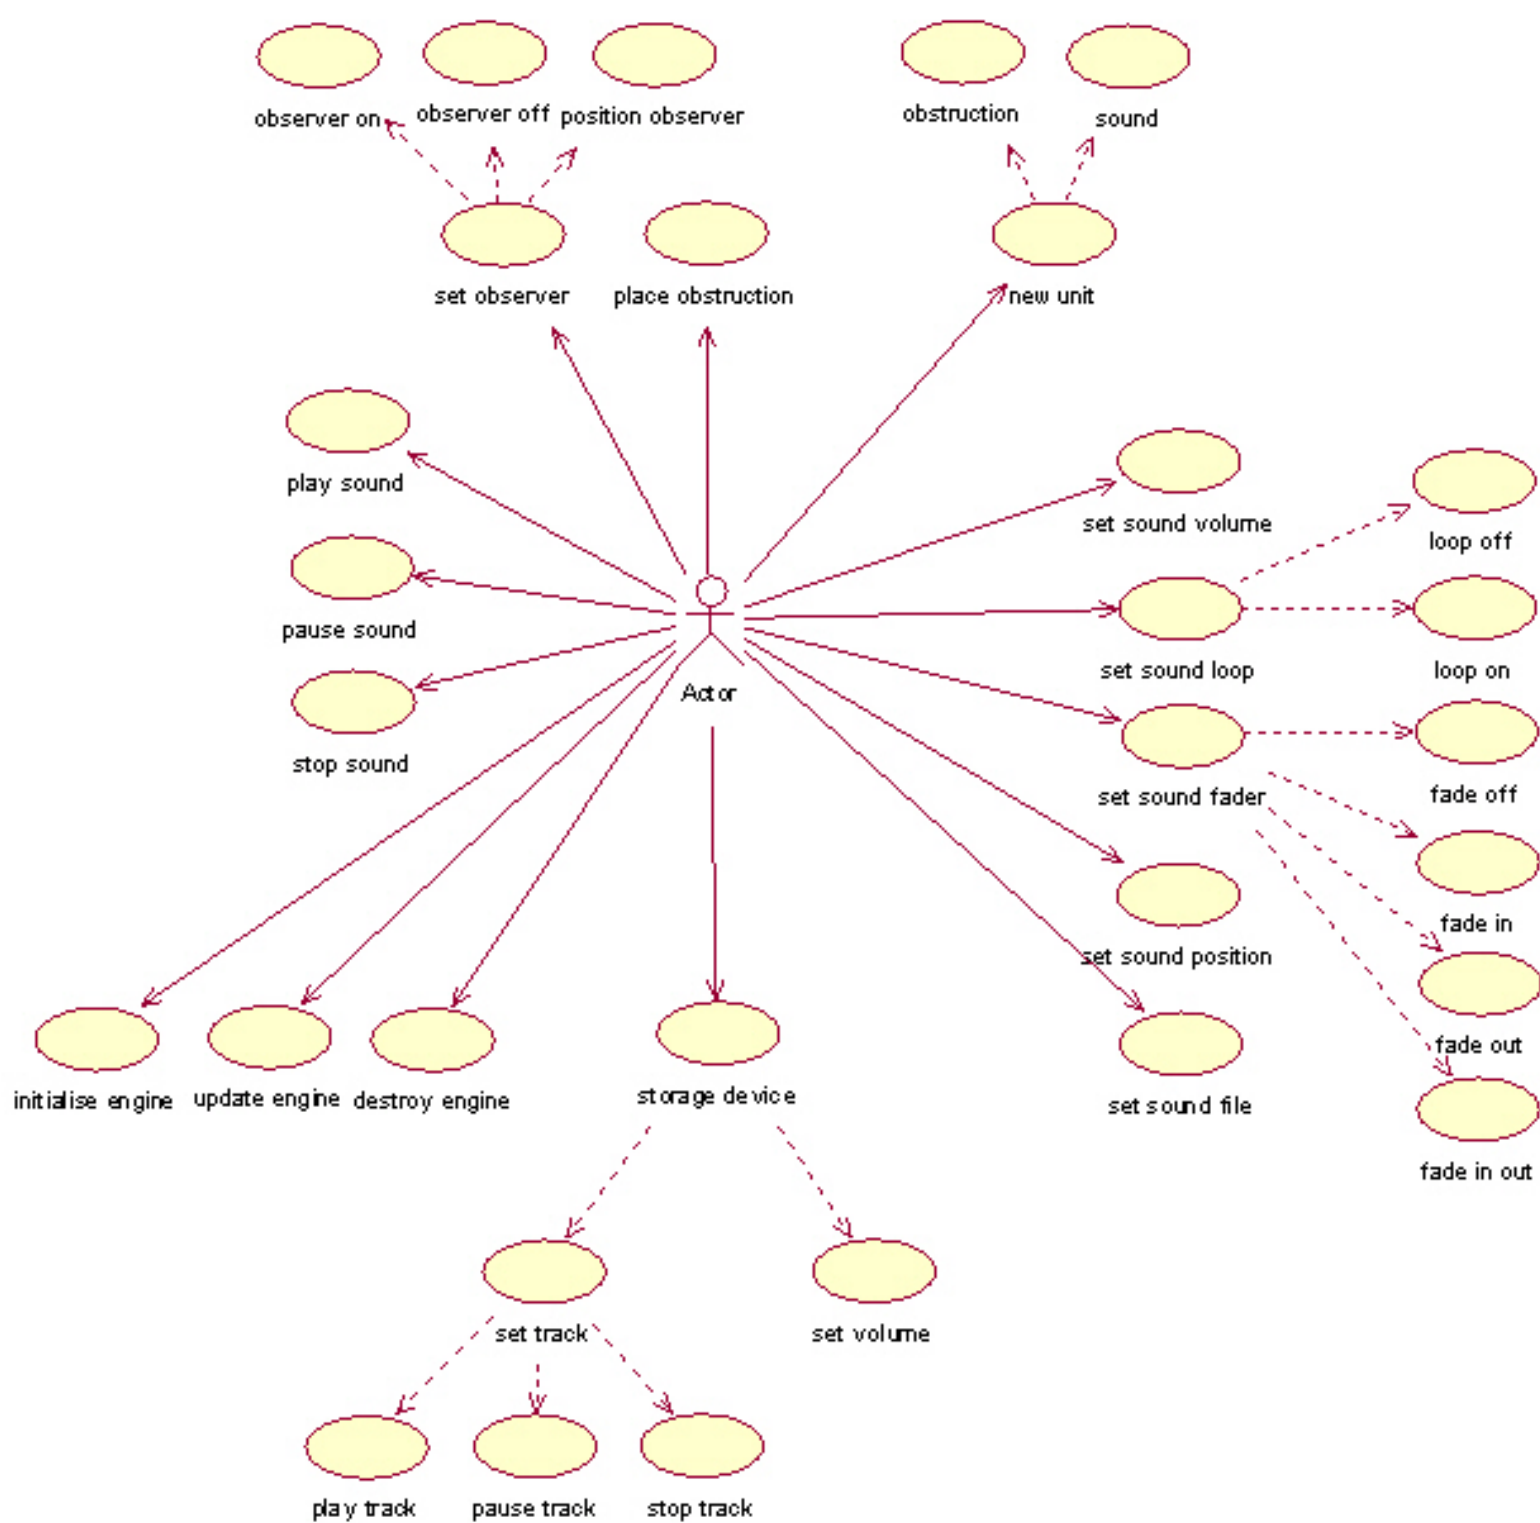 observer on
observer off
position observer
obstruction
sound
set observer
place obstruction
new unit
play sound
set sound volume
loop off
pause sound
set sound loop
loop on
Actor
stop sound
set sound fader
fade off
fade in
set sound position
fade out
initialise engine
update engine
destroy engine
storage device
set sound file
fade in out
set track
set volume
play track
pause track
stop track